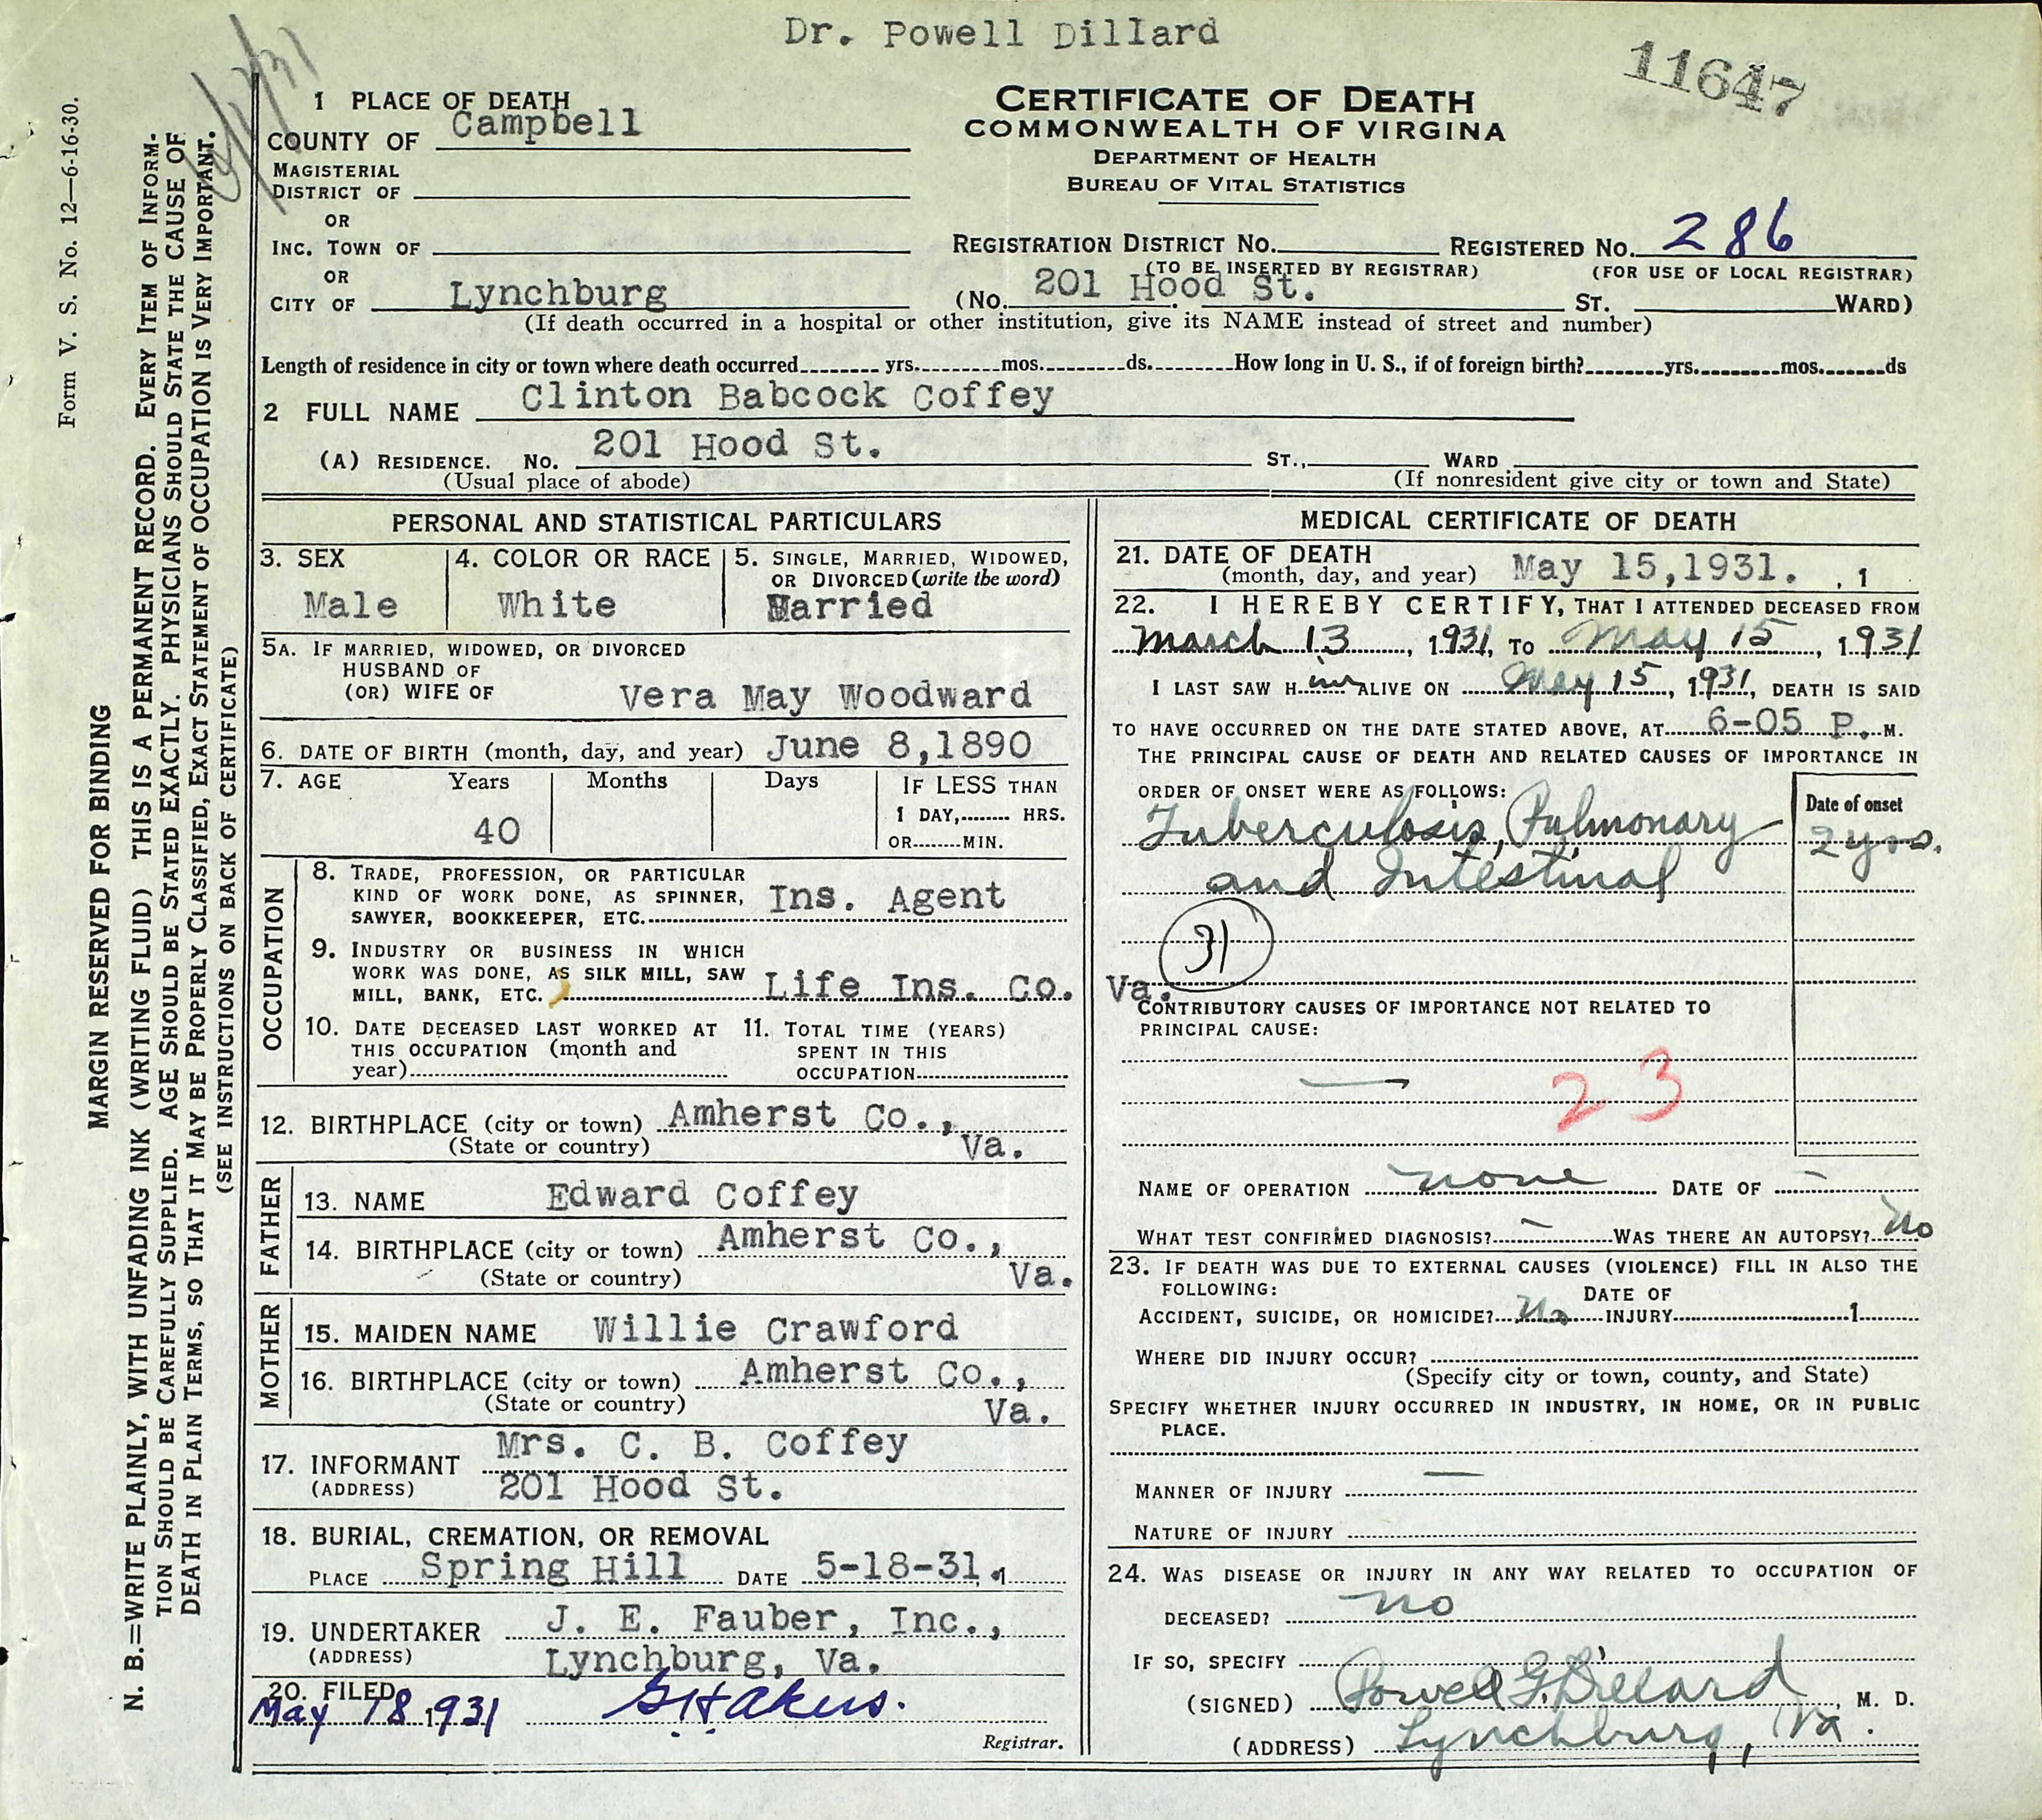 Dr. Powell Dillard
11647
1 PLACE OF DEATH
COUNTY OF Campbell
MAGISTERIAL
DISTRICT OF
OR
INC. TOWN OF
OR
CITY OF Lynchburg
CERTIFICATE OF DEATH
COMMONWEALTH OF VIRGINA
DEPARTMENT OF HEALTH
BUREAU OF VITAL STATISTICS
REGISTRATION DISTRICT NO. REGISTERED NO. 286
(TO BE INSERTED BY REGISTRAR) (FOR USE OF LOCAL REGISTRAR)
(No. 201 Hood St. ST. WARD)
(If death occurred in a hospital or other institution, give its NAME instead of street and number)
Length of residence in city or town where death occurred yrs. mos. ds. How long in U. S., if of foreign birth? yrs. mos. ds
2 FULL NAME Clinton Babcock Coffey
(A) RESIDENCE. No. 201 Hood St. ST., WARD
(Usual place of abode) (If nonresident give city or town and State)
PERSONAL AND STATISTICAL PARTICULARS
3. SEX 4. COLOR OR RACE 5. SINGLE, MARRIED, WIDOWED,
OR DIVORCED (write the word)
Male White Married
5A. IF MARRIED, WIDOWED, OR DIVORCED
HUSBAND OF
(OR) WIFE OF Vera May Woodward
6. DATE OF BIRTH (month, day, and year) June 8,1890
7. AGE Years Months Days IF LESS THAN
1 DAY, HRS.
40 OR MIN.
OCCUPATION
8. TRADE, PROFESSION, OR PARTICULAR
KIND OF WORK DONE, AS SPINNER,
SAWYER, BOOKKEEPER, ETC. Ins. Agent
9. INDUSTRY OR BUSINESS IN WHICH
WORK WAS DONE, AS SILK MILL, SAW
MILL, BANK, ETC. Life Ins. Co. Va.
10. DATE DECEASED LAST WORKED AT 11. TOTAL TIME (YEARS)
THIS OCCUPATION (month and SPENT IN THIS
year) OCCUPATION
12. BIRTHPLACE (city or town) Amherst Co.,
(State or country) Va.
FATHER
13. NAME Edward Coffey
14. BIRTHPLACE (city or town) Amherst Co.,
(State or country) Va.
MOTHER
15. MAIDEN NAME Willie Crawford
16. BIRTHPLACE (city or town) Amherst Co.,
(State or country) Va.
17. INFORMANT Mrs. C. B. Coffey
(ADDRESS) 201 Hood St.
18. BURIAL, CREMATION, OR REMOVAL
PLACE Spring Hill DATE 5-18-31. 1
19. UNDERTAKER J. E. Fauber, Inc.,
(ADDRESS) Lynchburg, Va.
20. FILED
May 18 1931 G H Akers.
Registrar.
MEDICAL CERTIFICATE OF DEATH
21. DATE OF DEATH
(month, day, and year) May 15,1931. , 1
22. I HEREBY CERTIFY, THAT I ATTENDED DECEASED FROM
March 13, 1931, TO May 15, 1931
I LAST SAW HIM ALIVE ON May 15, 1931, DEATH IS SAID
TO HAVE OCCURRED ON THE DATE STATED ABOVE, AT 6-05 P. M.
THE PRINCIPAL CAUSE OF DEATH AND RELATED CAUSES OF IMPORTANCE IN
ORDER OF ONSET WERE AS FOLLOWS: Date of onset
Tuberculosis, Pulmonary 2 yrs.
and Intestinal
31
CONTRIBUTORY CAUSES OF IMPORTANCE NOT RELATED TO
PRINCIPAL CAUSE:
23
NAME OF OPERATION none DATE OF —
WHAT TEST CONFIRMED DIAGNOSIS? — WAS THERE AN AUTOPSY? No
23. IF DEATH WAS DUE TO EXTERNAL CAUSES (VIOLENCE) FILL IN ALSO THE
FOLLOWING: DATE OF
ACCIDENT, SUICIDE, OR HOMICIDE? No INJURY 1
WHERE DID INJURY OCCUR?
(Specify city or town, county, and State)
SPECIFY WHETHER INJURY OCCURRED IN INDUSTRY, IN HOME, OR IN PUBLIC
PLACE.
MANNER OF INJURY —
NATURE OF INJURY
24. WAS DISEASE OR INJURY IN ANY WAY RELATED TO OCCUPATION OF
DECEASED? No
IF SO, SPECIFY
(SIGNED) Powell G. Dillard, M. D.
(ADDRESS) Lynchburg, Va.
Form V. S. No. 12—6-16-30.
MARGIN RESERVED FOR BINDING
N. B.=WRITE PLAINLY, WITH UNFADING INK (WRITING FLUID) THIS IS A PERMANENT RECORD. EVERY ITEM OF INFORM-
TION SHOULD BE CAREFULLY SUPPLIED. AGE SHOULD BE STATED EXACTLY. PHYSICIANS SHOULD STATE THE CAUSE OF
DEATH IN PLAIN TERMS, SO THAT IT MAY BE PROPERLY CLASSIFIED, EXACT STATEMENT OF OCCUPATION IS VERY IMPORTANT.
(SEE INSTRUCTIONS ON BACK OF CERTIFICATE)